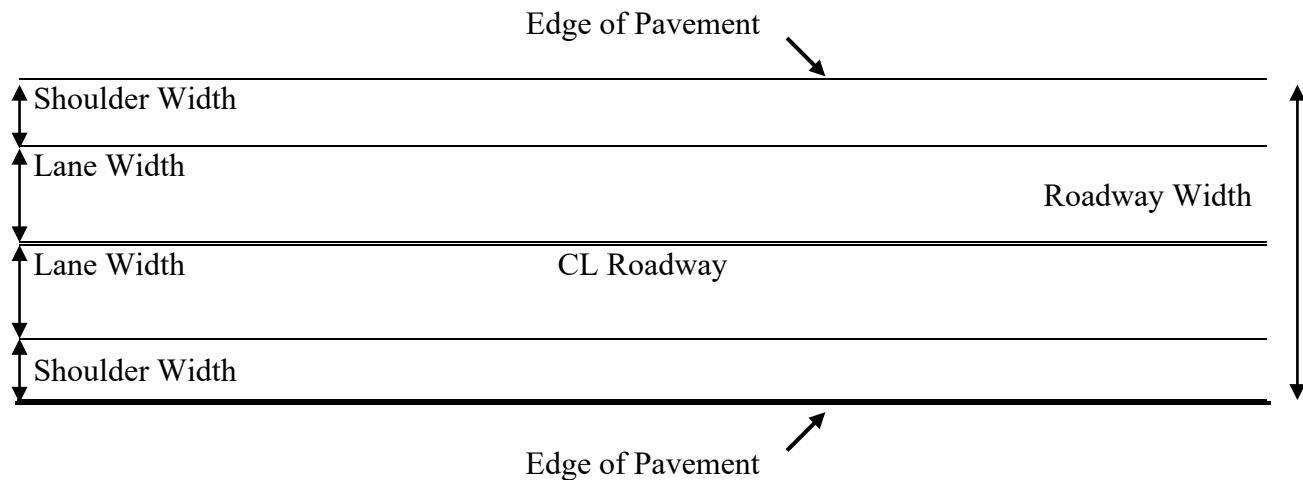 Edge of Pavement
Shoulder Width
Lane Width
Roadway Width
Lane Width
CL Roadway
Shoulder Width
Edge of Pavement